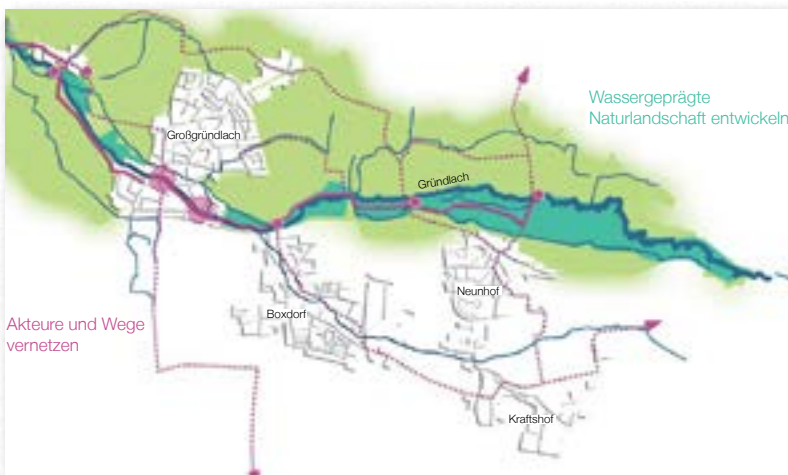 Wassergeprägte
Naturlandschaft entwickeln
Großgründlach
Gründlach
Neunhof
Boxdorf
Akteure und Wege
vernetzen
Kraftshof